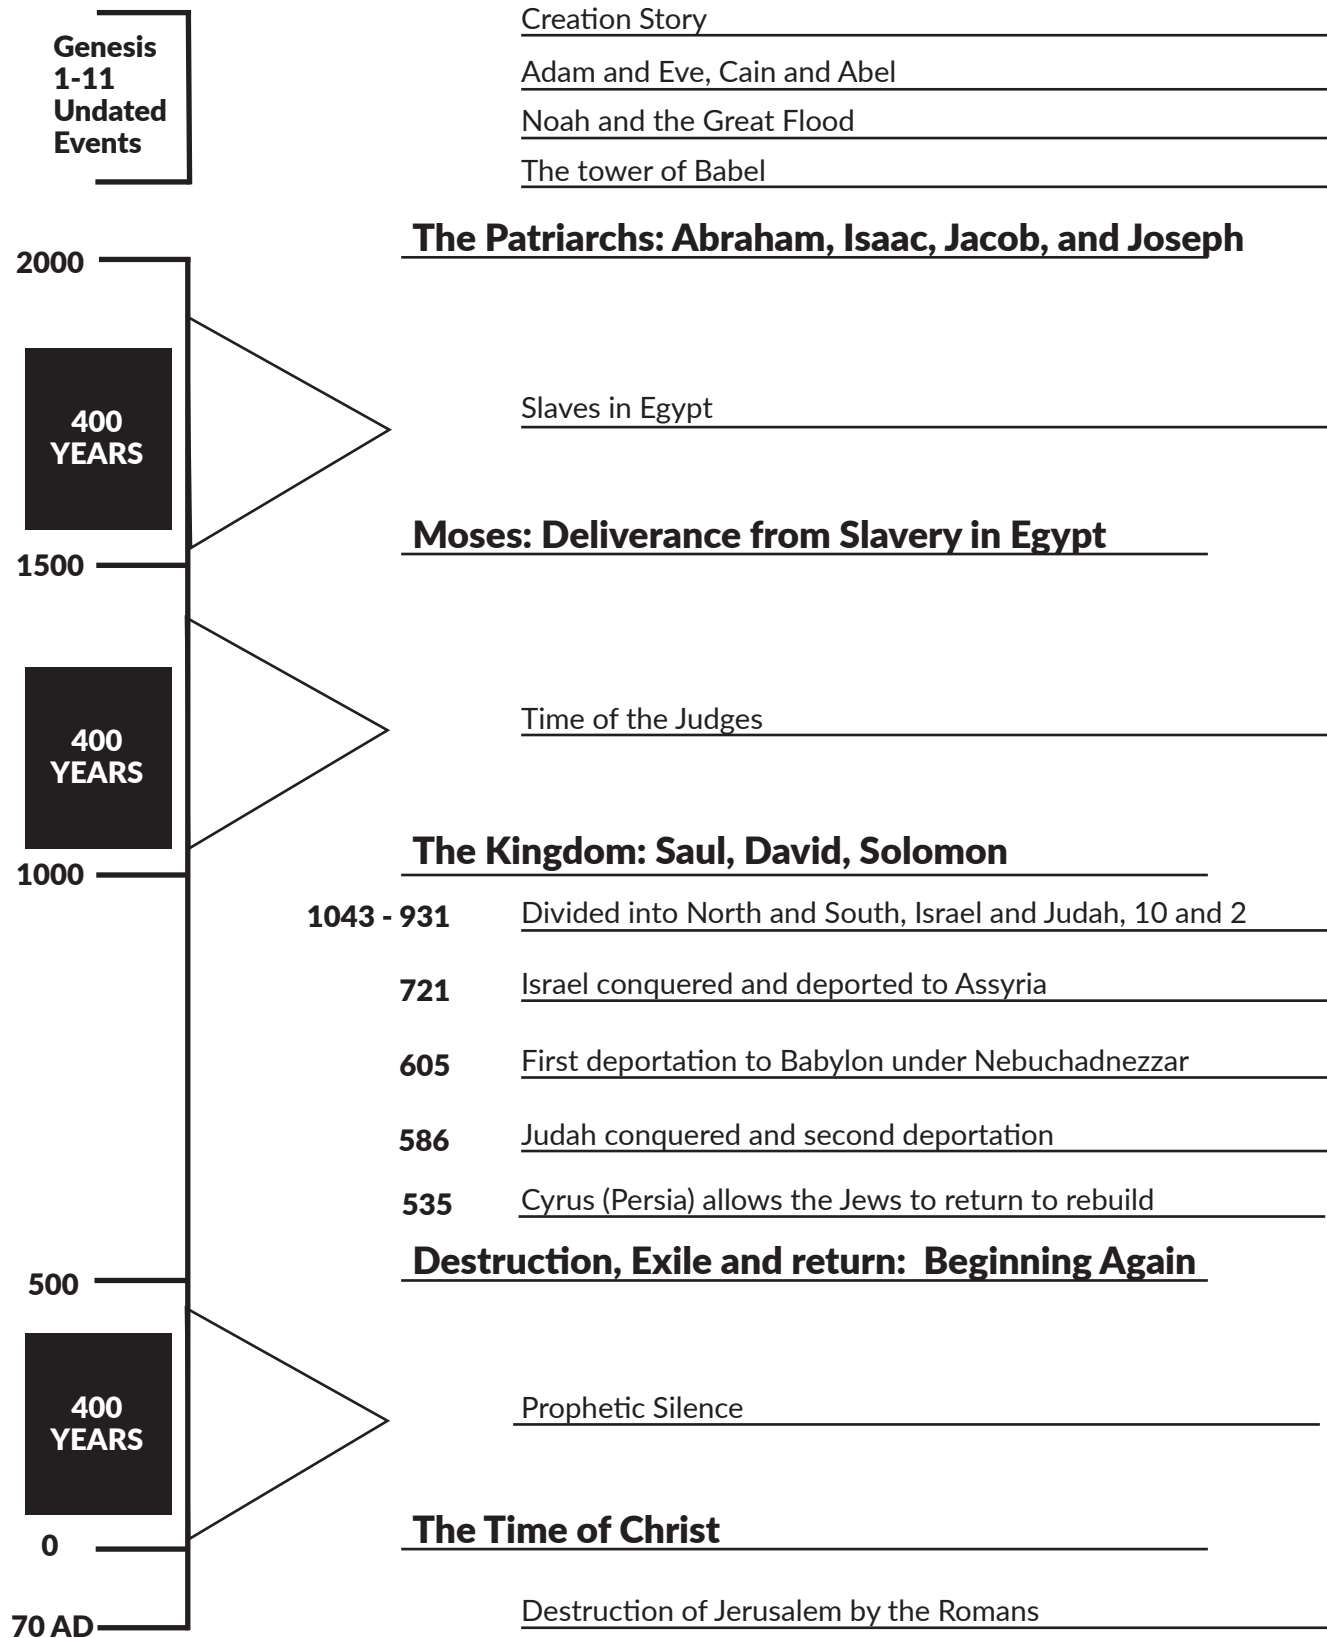 Creation Story
Genesis
1-11
Undated
Events
Adam and Eve, Cain and Abel
Noah and the Great Flood
The tower of Babel
The Patriarchs: Abraham, Isaac, Jacob, and Joseph
2000
400
YEARS
Slaves in Egypt
Moses: Deliverance from Slavery in Egypt
1500
400
YEARS
Time of the Judges
The Kingdom: Saul, David, Solomon
1000
1043 - 931 Divided into North and South, Israel and Judah, 10 and 2
721 Israel conquered and deported to Assyria
605 First deportation to Babylon under Nebuchadnezzar
586 Judah conquered and second deportation
535 Cyrus (Persia) allows the Jews to return to rebuild
Destruction, Exile and return:  Beginning Again
500
400
YEARS
Prophetic Silence
The Time of Christ
0
Destruction of Jerusalem by the Romans
70 AD